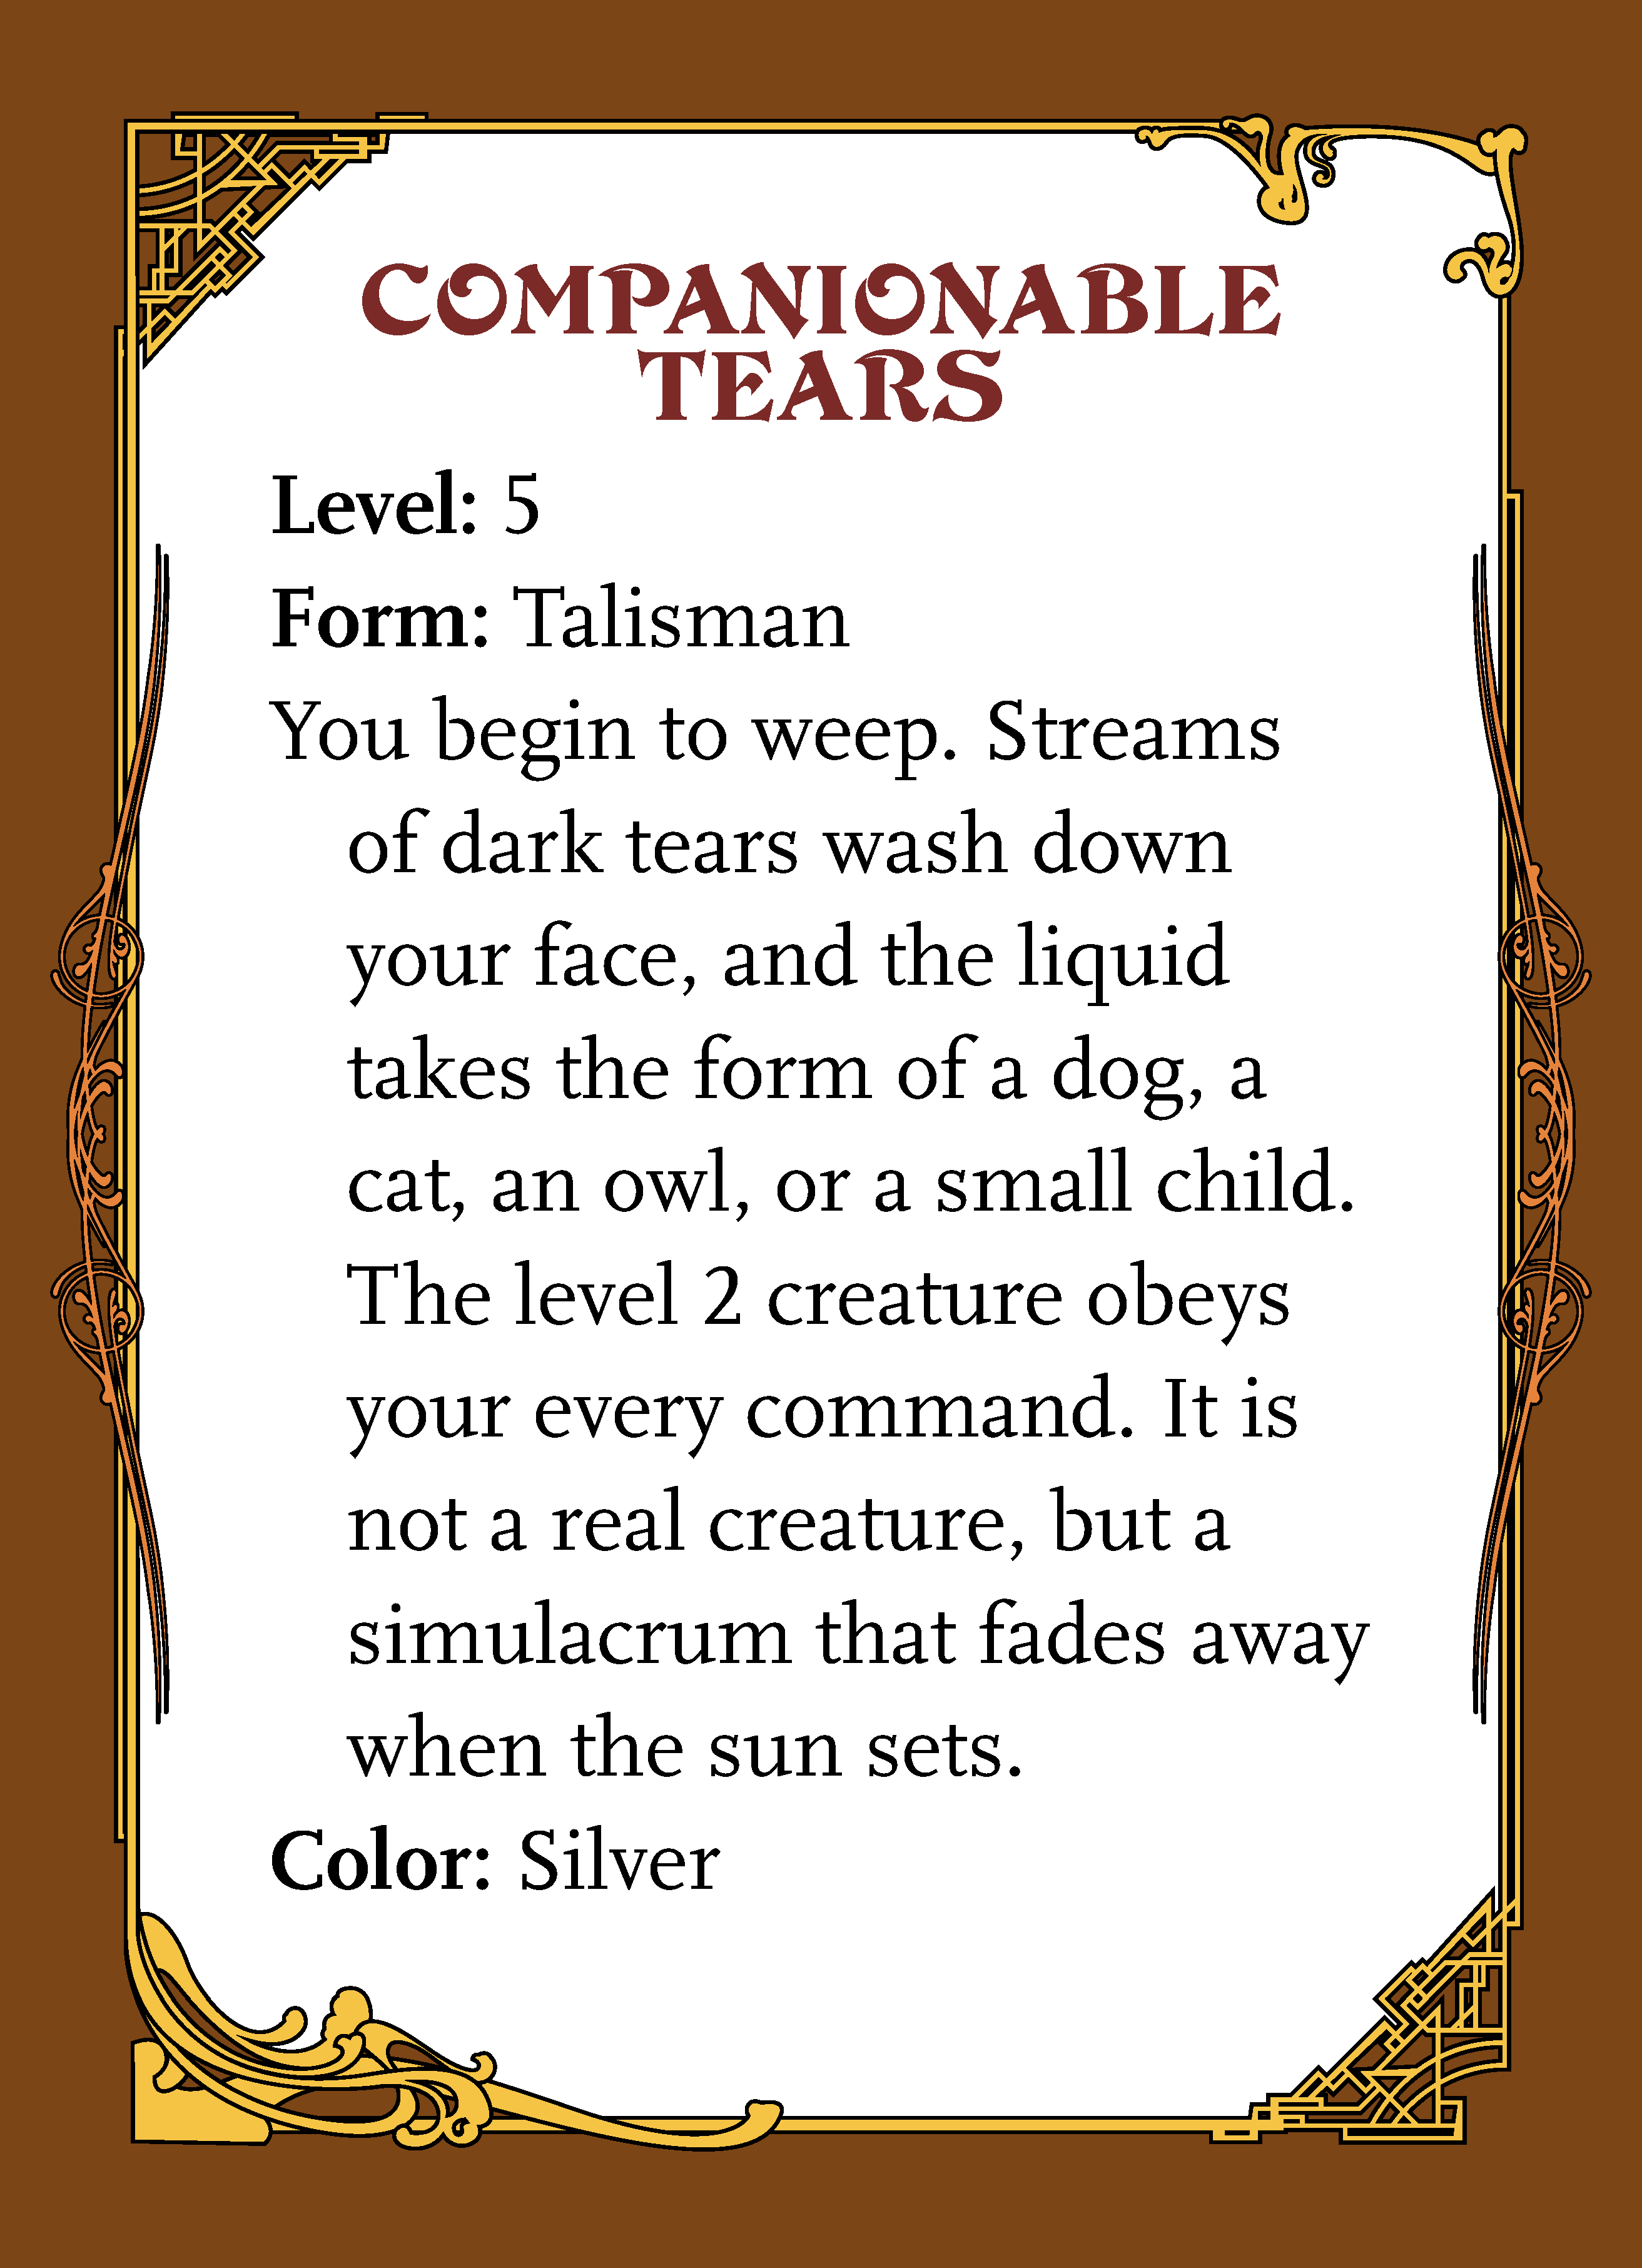 COMPANIONABLE
TEARS
Level: 5
Form: Talisman
You begin to weep. Streams
of dark tears wash down
your face, and the liquid
takes the form of a dog, a
cat, an owl, or a small child.
The level 2 creature obeys
your every command. It is
not a real creature, but a
simulacrum that fades away
when the sun sets.
Color: Silver